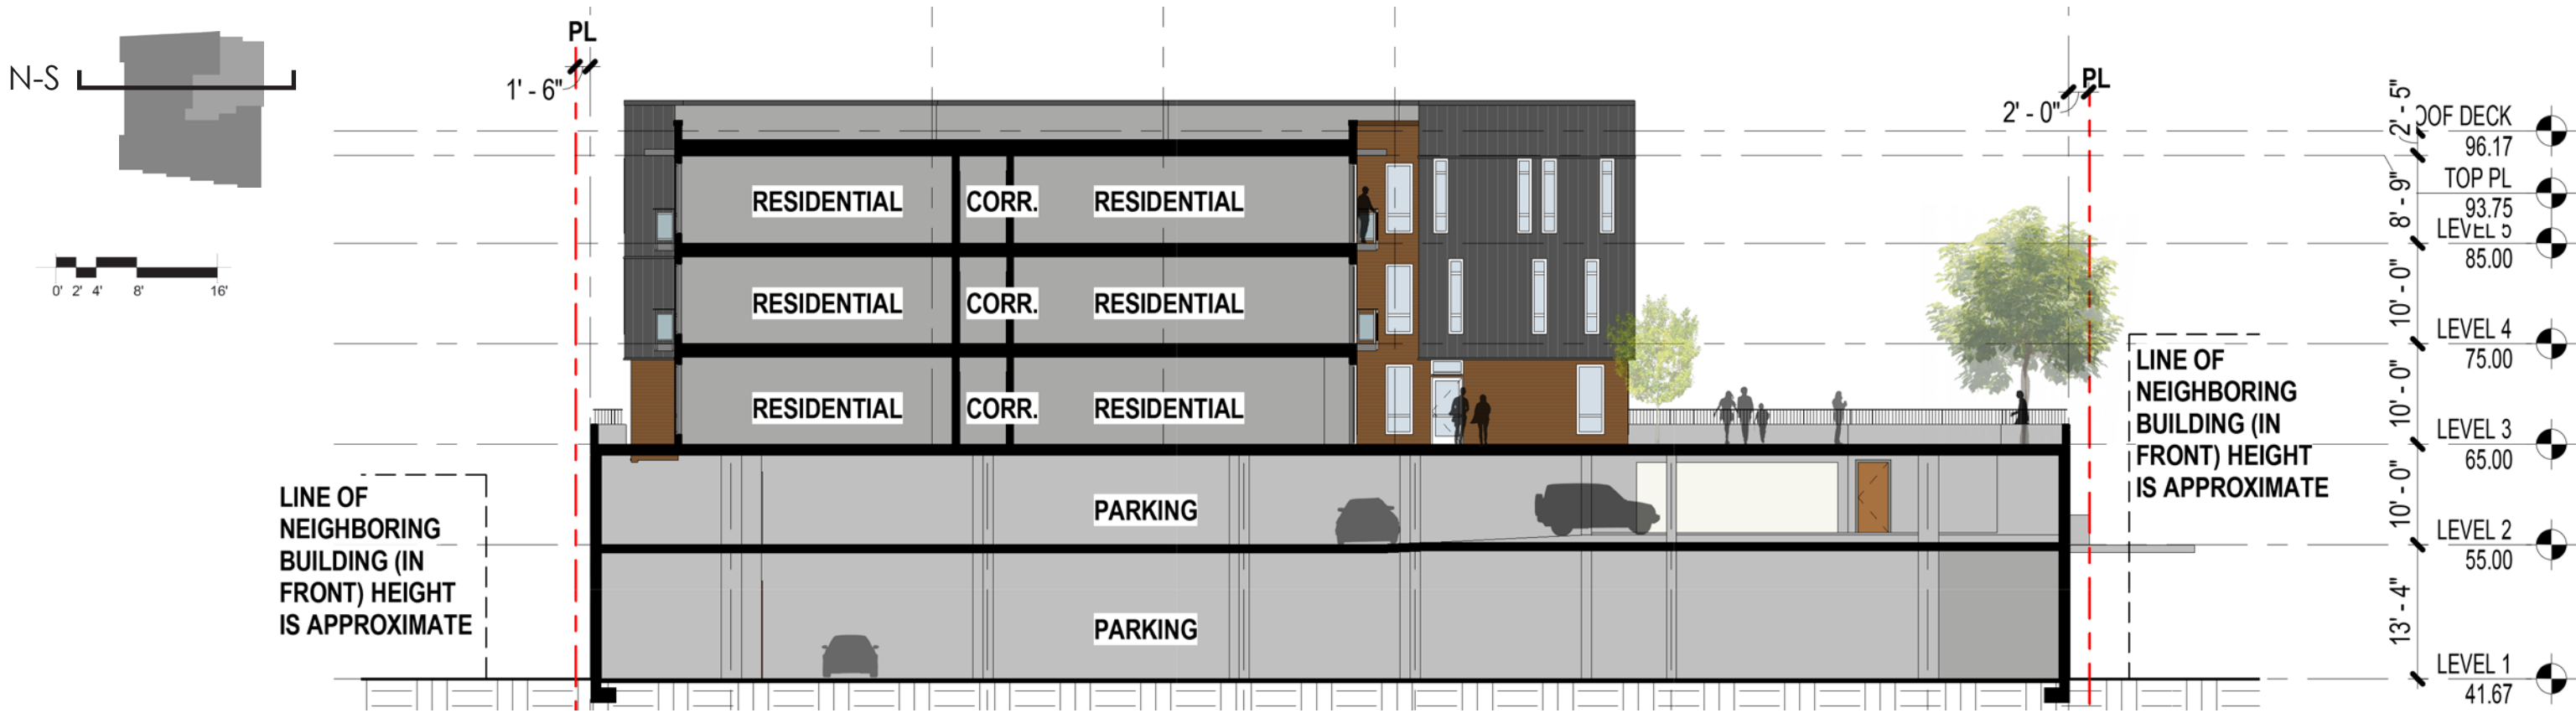 N-S
0' 2' 4' 8' 16'
PL
1' - 6"
PL
2' - 0"
RESIDENTIAL CORR. RESIDENTIAL
RESIDENTIAL CORR. RESIDENTIAL
RESIDENTIAL CORR. RESIDENTIAL
PARKING
PARKING
LINE OF
NEIGHBORING
BUILDING (IN
FRONT) HEIGHT
IS APPROXIMATE
LINE OF
NEIGHBORING
BUILDING (IN
FRONT) HEIGHT
IS APPROXIMATE
2' - 5"
8' - 9"
10' - 0"
10' - 0"
10' - 0"
13' - 4"
OOF DECK
96.17
TOP PL
93.75
LEVEL 5
85.00
LEVEL 4
75.00
LEVEL 3
65.00
LEVEL 2
55.00
LEVEL 1
41.67